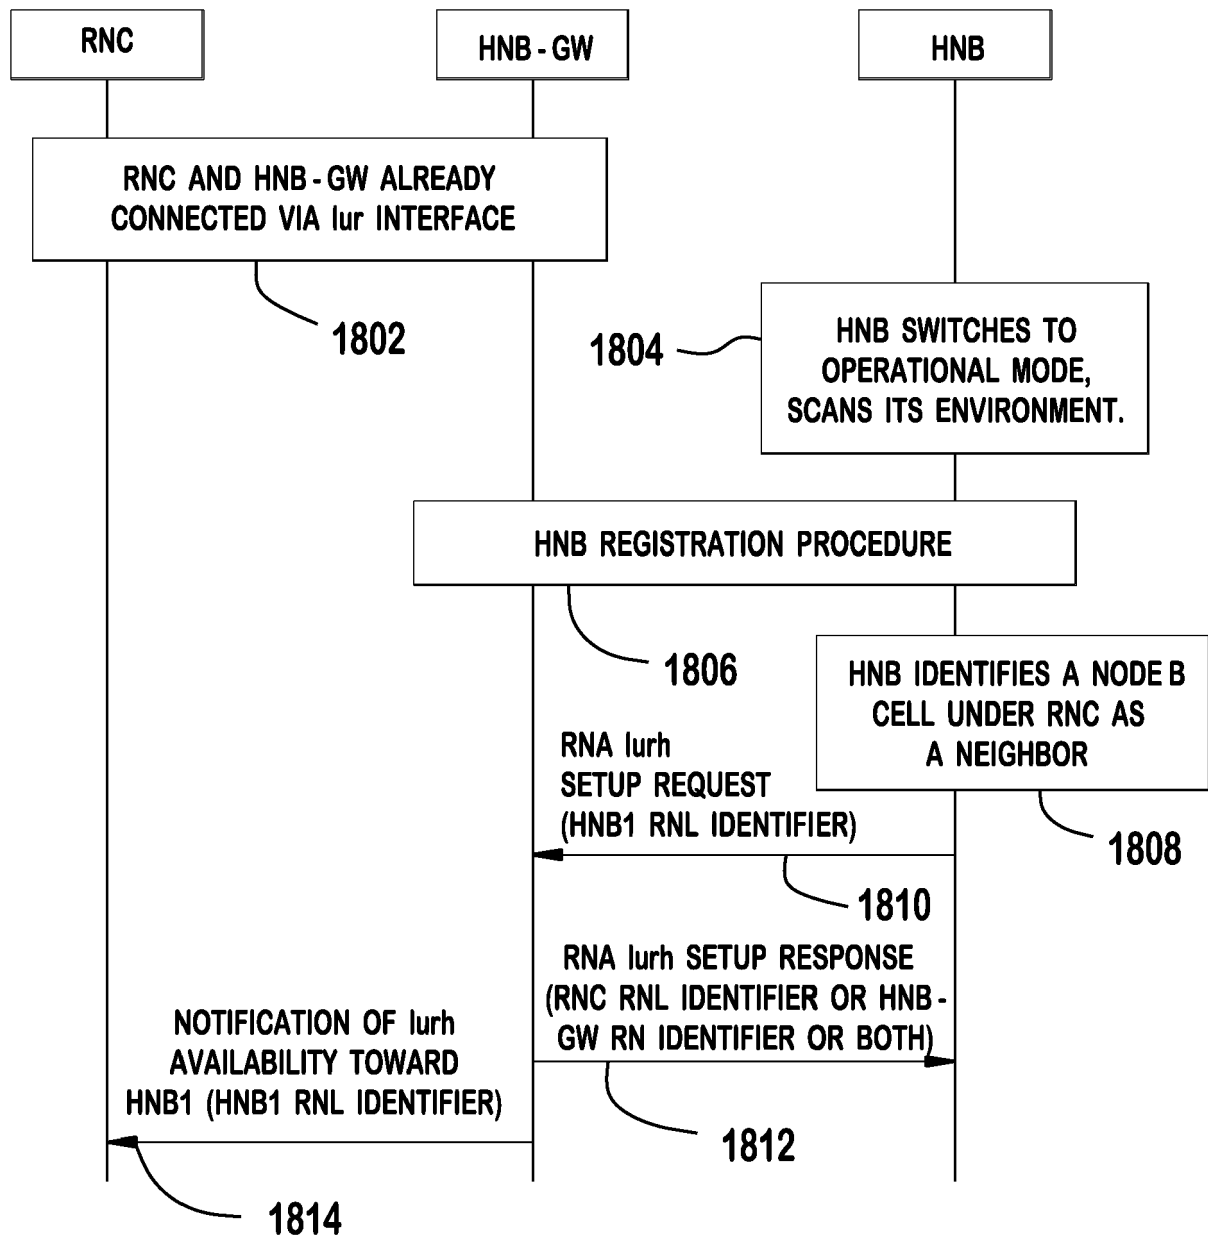 RNC
HNB-GW
HNB
RNC AND HNB-GW ALREADY
CONNECTED VIA Iur INTERFACE
1802
HNB SWITCHES TO
OPERATIONAL MODE,
SCANS ITS ENVIRONMENT.
1804
HNB REGISTRATION PROCEDURE
1806
HNB IDENTIFIES A NODE B
CELL UNDER RNC AS
A NEIGHBOR
1808
RNA Iurh
SETUP REQUEST
(HNB1 RNL IDENTIFIER)
1810
RNA Iurh SETUP RESPONSE
(RNC RNL IDENTIFIER OR HNB-
GW RN IDENTIFIER OR BOTH)
1812
NOTIFICATION OF Iurh
AVAILABILITY TOWARD
HNB1 (HNB1 RNL IDENTIFIER)
1814